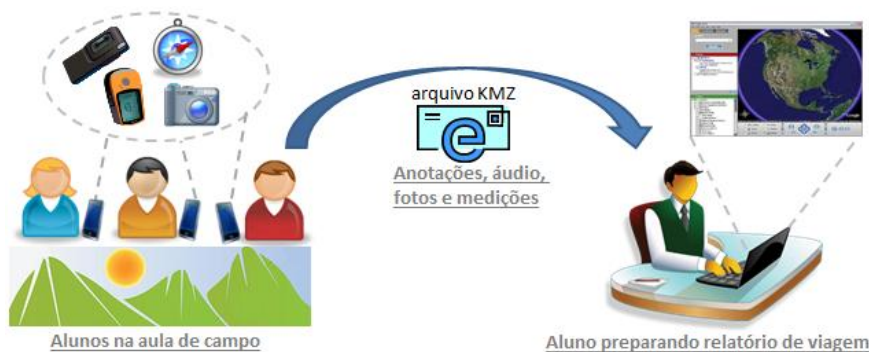 arquivo KMZ
Anotações, áudio,
fotos e medições
Alunos na aula de campo
Aluno preparando relatório de viagem